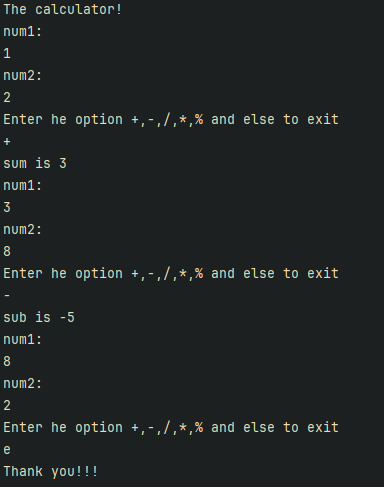 The calculator!
num1:
1
num2:
2
Enter he option +,-,/,*,% and else to exit
+
sum is 3
num1:
3
num2:
8
Enter he option +,-,/,*,% and else to exit
-
sub is -5
num1:
8
num2:
2
Enter he option +,-,/,*,% and else to exit
e
Thank you!!!